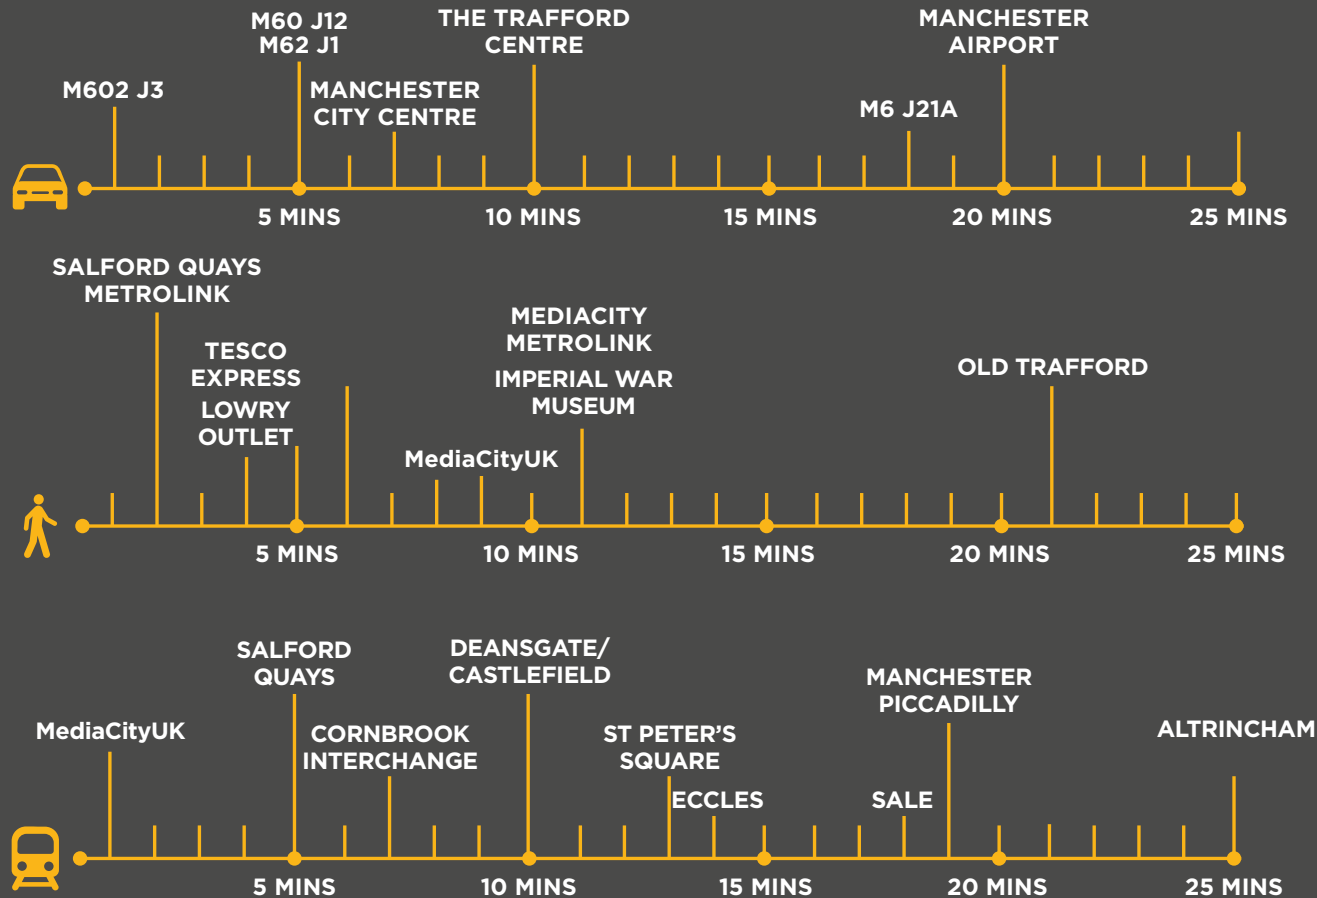 M602 J3
M60 J12
M62 J1
MANCHESTER
CITY CENTRE
THE TRAFFORD
CENTRE
M6 J21A
MANCHESTER
AIRPORT
5 MINS
10 MINS
15 MINS
20 MINS
25 MINS
SALFORD QUAYS
METROLINK
TESCO
EXPRESS
LOWRY
OUTLET
MediaCityUK
MEDIACITY
METROLINK
IMPERIAL WAR
MUSEUM
OLD TRAFFORD
5 MINS
10 MINS
15 MINS
20 MINS
25 MINS
MediaCityUK
SALFORD
QUAYS
CORNBROOK
INTERCHANGE
DEANSGATE/
CASTLEFIELD
ST PETER’S
SQUARE
ECCLES
SALE
MANCHESTER
PICCADILLY
ALTRINCHAM
5 MINS
10 MINS
15 MINS
20 MINS
25 MINS